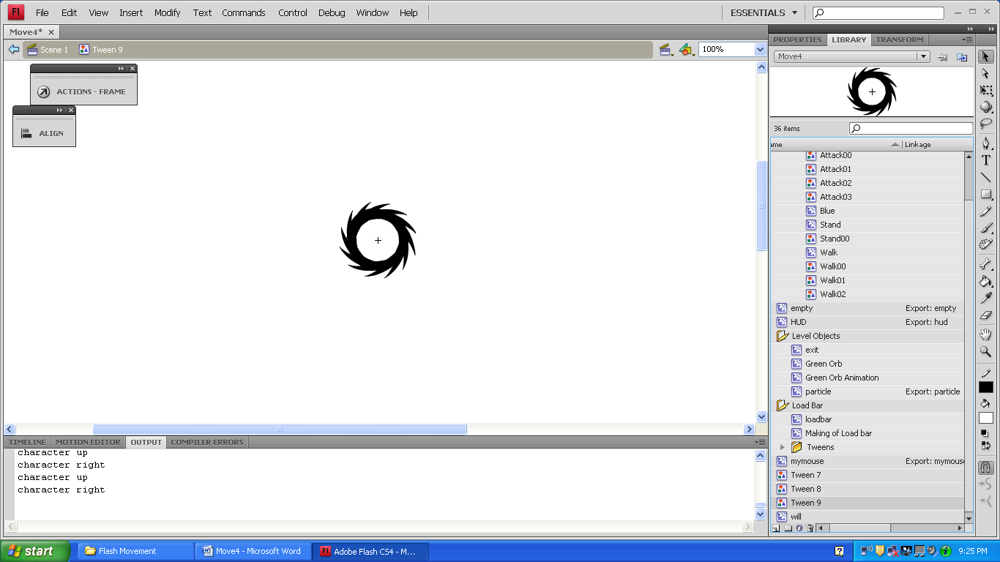 Fl File Edit View Insert Modify Text Commands Control Debug Window Help ESSENTIALS
Move4* ×
Scene 1 Tween 9 100%
ACTIONS - FRAME
ALIGN
PROPERTIES LIBRARY TRANSFORM
Move4
36 items
ame Linkage
Attack00
Attack01
Attack02
Attack03
Blue
Stand
Stand00
Walk
Walk00
Walk01
Walk02
empty Export: empty
HUD Export: hud
Level Objects
exit
Green Orb
Green Orb Animation
particle Export: particle
Load Bar
loadbar
Making of Load bar
Tweens
mymouse Export: mymous
Tween 7
Tween 8
Tween 9
will
T
TIMELINE MOTION EDITOR OUTPUT COMPILER ERRORS
character up
character right
character up
character right
start Flash Movement Move4 - Microsoft Word Fl Adobe Flash CS4 - M... 9:25 PM